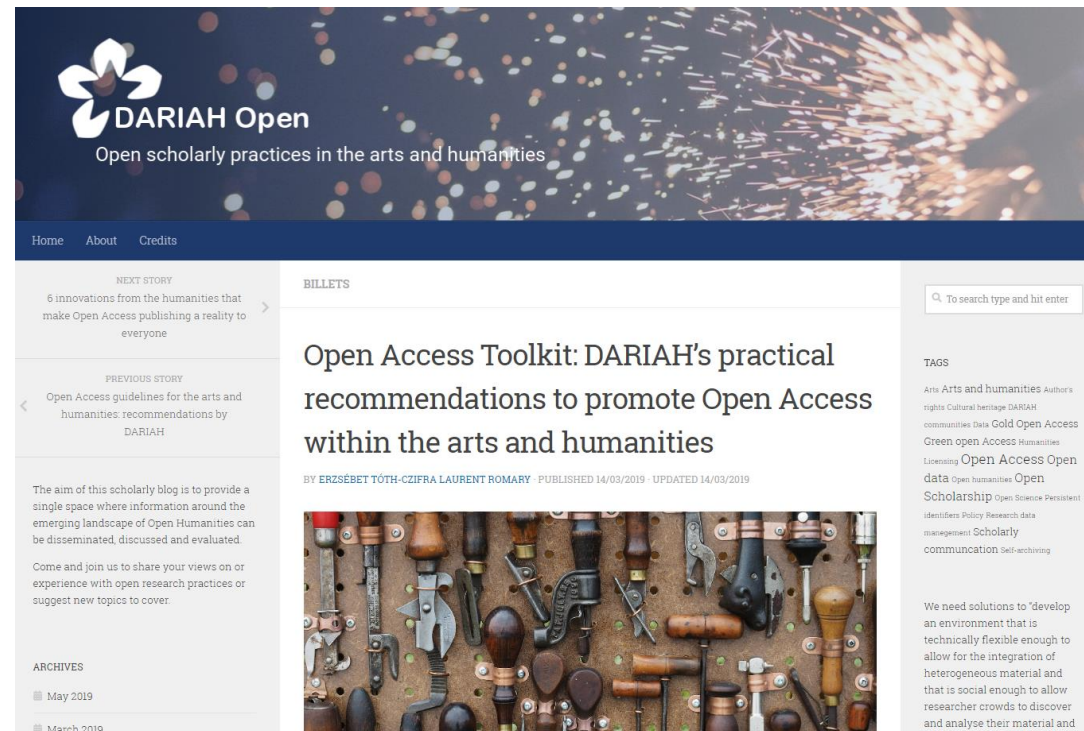 DARIAH Open
Open scholarly practices in the arts and humanities
Home About Credits
NEXT STORY
6 innovations from the humanities that
make Open Access publishing a reality to
everyone
PREVIOUS STORY
Open Access guidelines for the arts and
humanities: recommendations by
DARIAH
The aim of this scholarly blog is to provide a
single space where information around the
emerging landscape of Open Humanities can
be disseminated, discussed and evaluated.
Come and join us to share your views on or
experience with open research practices or
suggest new topics to cover.
ARCHIVES
May 2019
March 2019
BILLETS
Open Access Toolkit: DARIAH's practical
recommendations to promote Open Access
within the arts and humanities
BY ERZSÉBET TÓTH-CZIFRA LAURENT ROMARY · PUBLISHED 14/03/2019 · UPDATED 14/03/2019
To search type and hit enter
TAGS
Arts Arts and humanities Author's
rights Cultural heritage DARIAH
communities Data Gold Open Access
Green open Access Humanities
Licensing Open Access Open
data Open humanities Open
Scholarship Open Science Persistent
identifiers Policy Research data
manegement Scholarly
communcation Self-archiving
We need solutions to "develop
an environment that is
technically flexible enough to
allow for the integration of
heterogeneous material and
that is social enough to allow
researcher crowds to discover
and analyse their material and